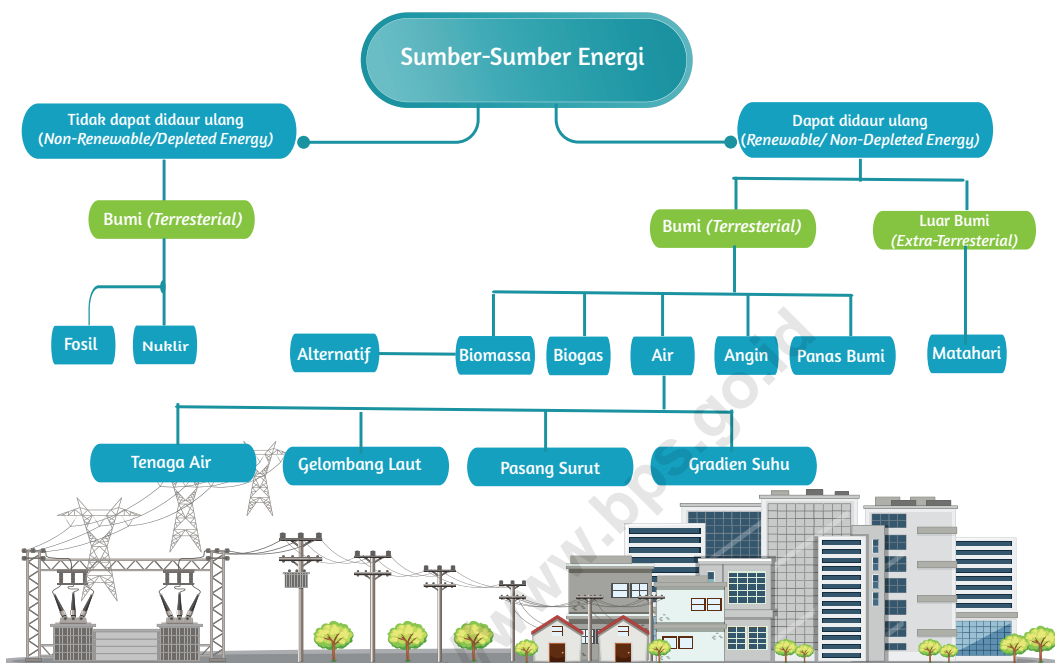 Sumber-Sumber Energi
Tidak dapat didaur ulang
(Non-Renewable/Depleted Energy)
Dapat didaur ulang
(Renewable/ Non-Depleted Energy)
Bumi (Terresterial)
Bumi (Terresterial)
Luar Bumi
(Extra-Terresterial)
Fosil
Nuklir
Alternatif
Biomassa
Biogas
Air
Angin
Panas Bumi
Matahari
Tenaga Air
Gelombang Laut
Pasang Surut
Gradien Suhu
www.bps.go.id